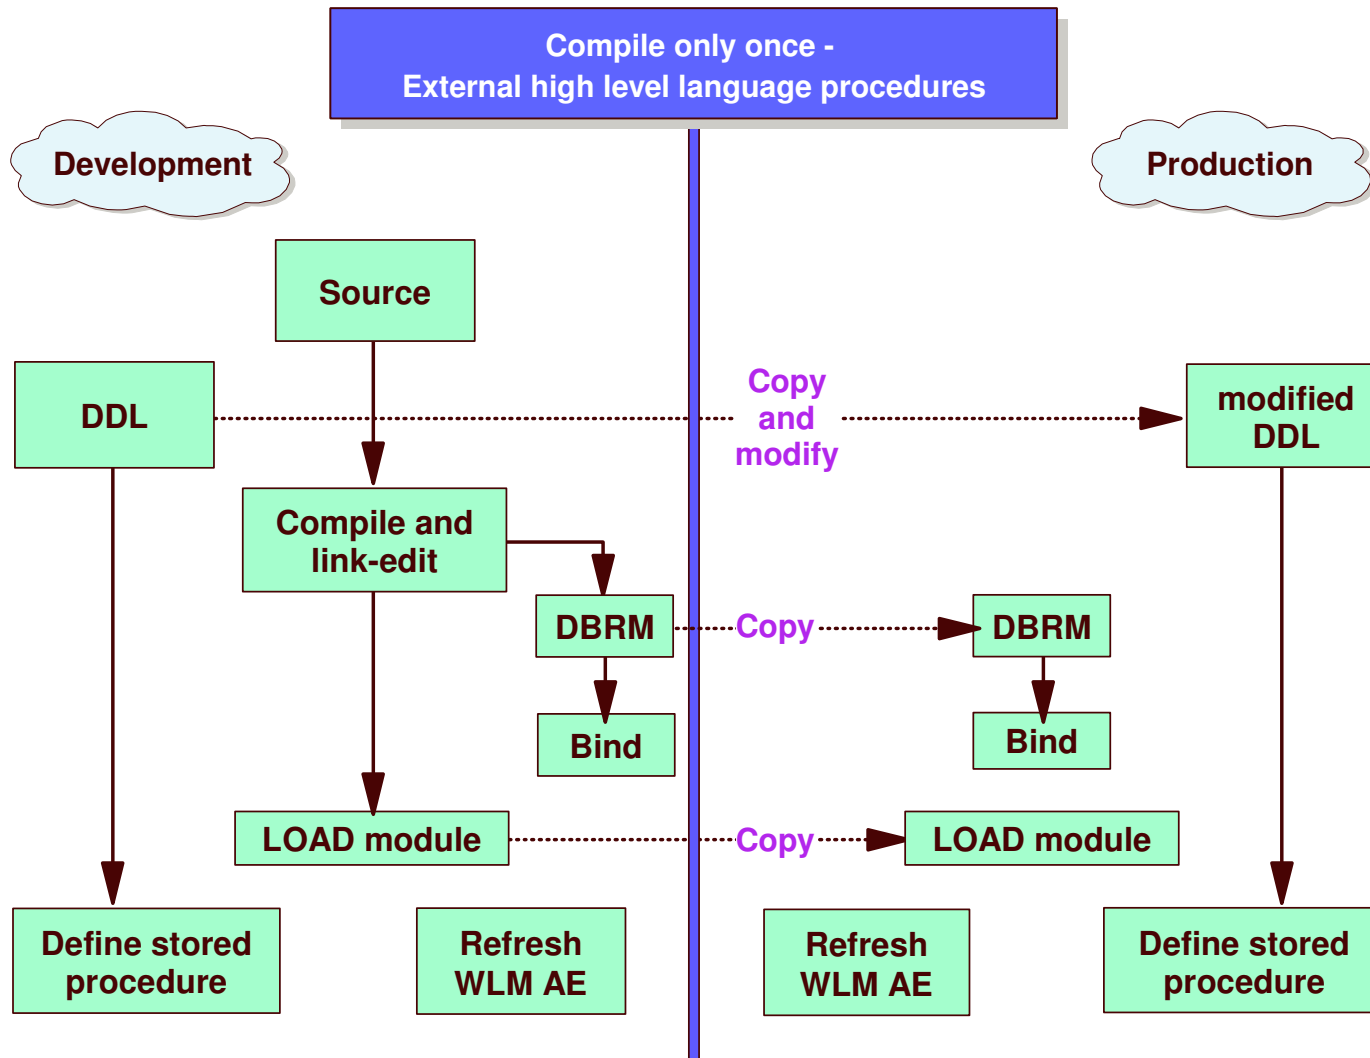 Compile only once -
External high level language procedures
Development
Production
Source
DDL
Copy
and
modify
modified
DDL
Compile and
link-edit
DBRM
Copy
DBRM
Bind
Bind
LOAD module
Copy
LOAD module
Define stored
procedure
Refresh
WLM AE
Refresh
WLM AE
Define stored
procedure